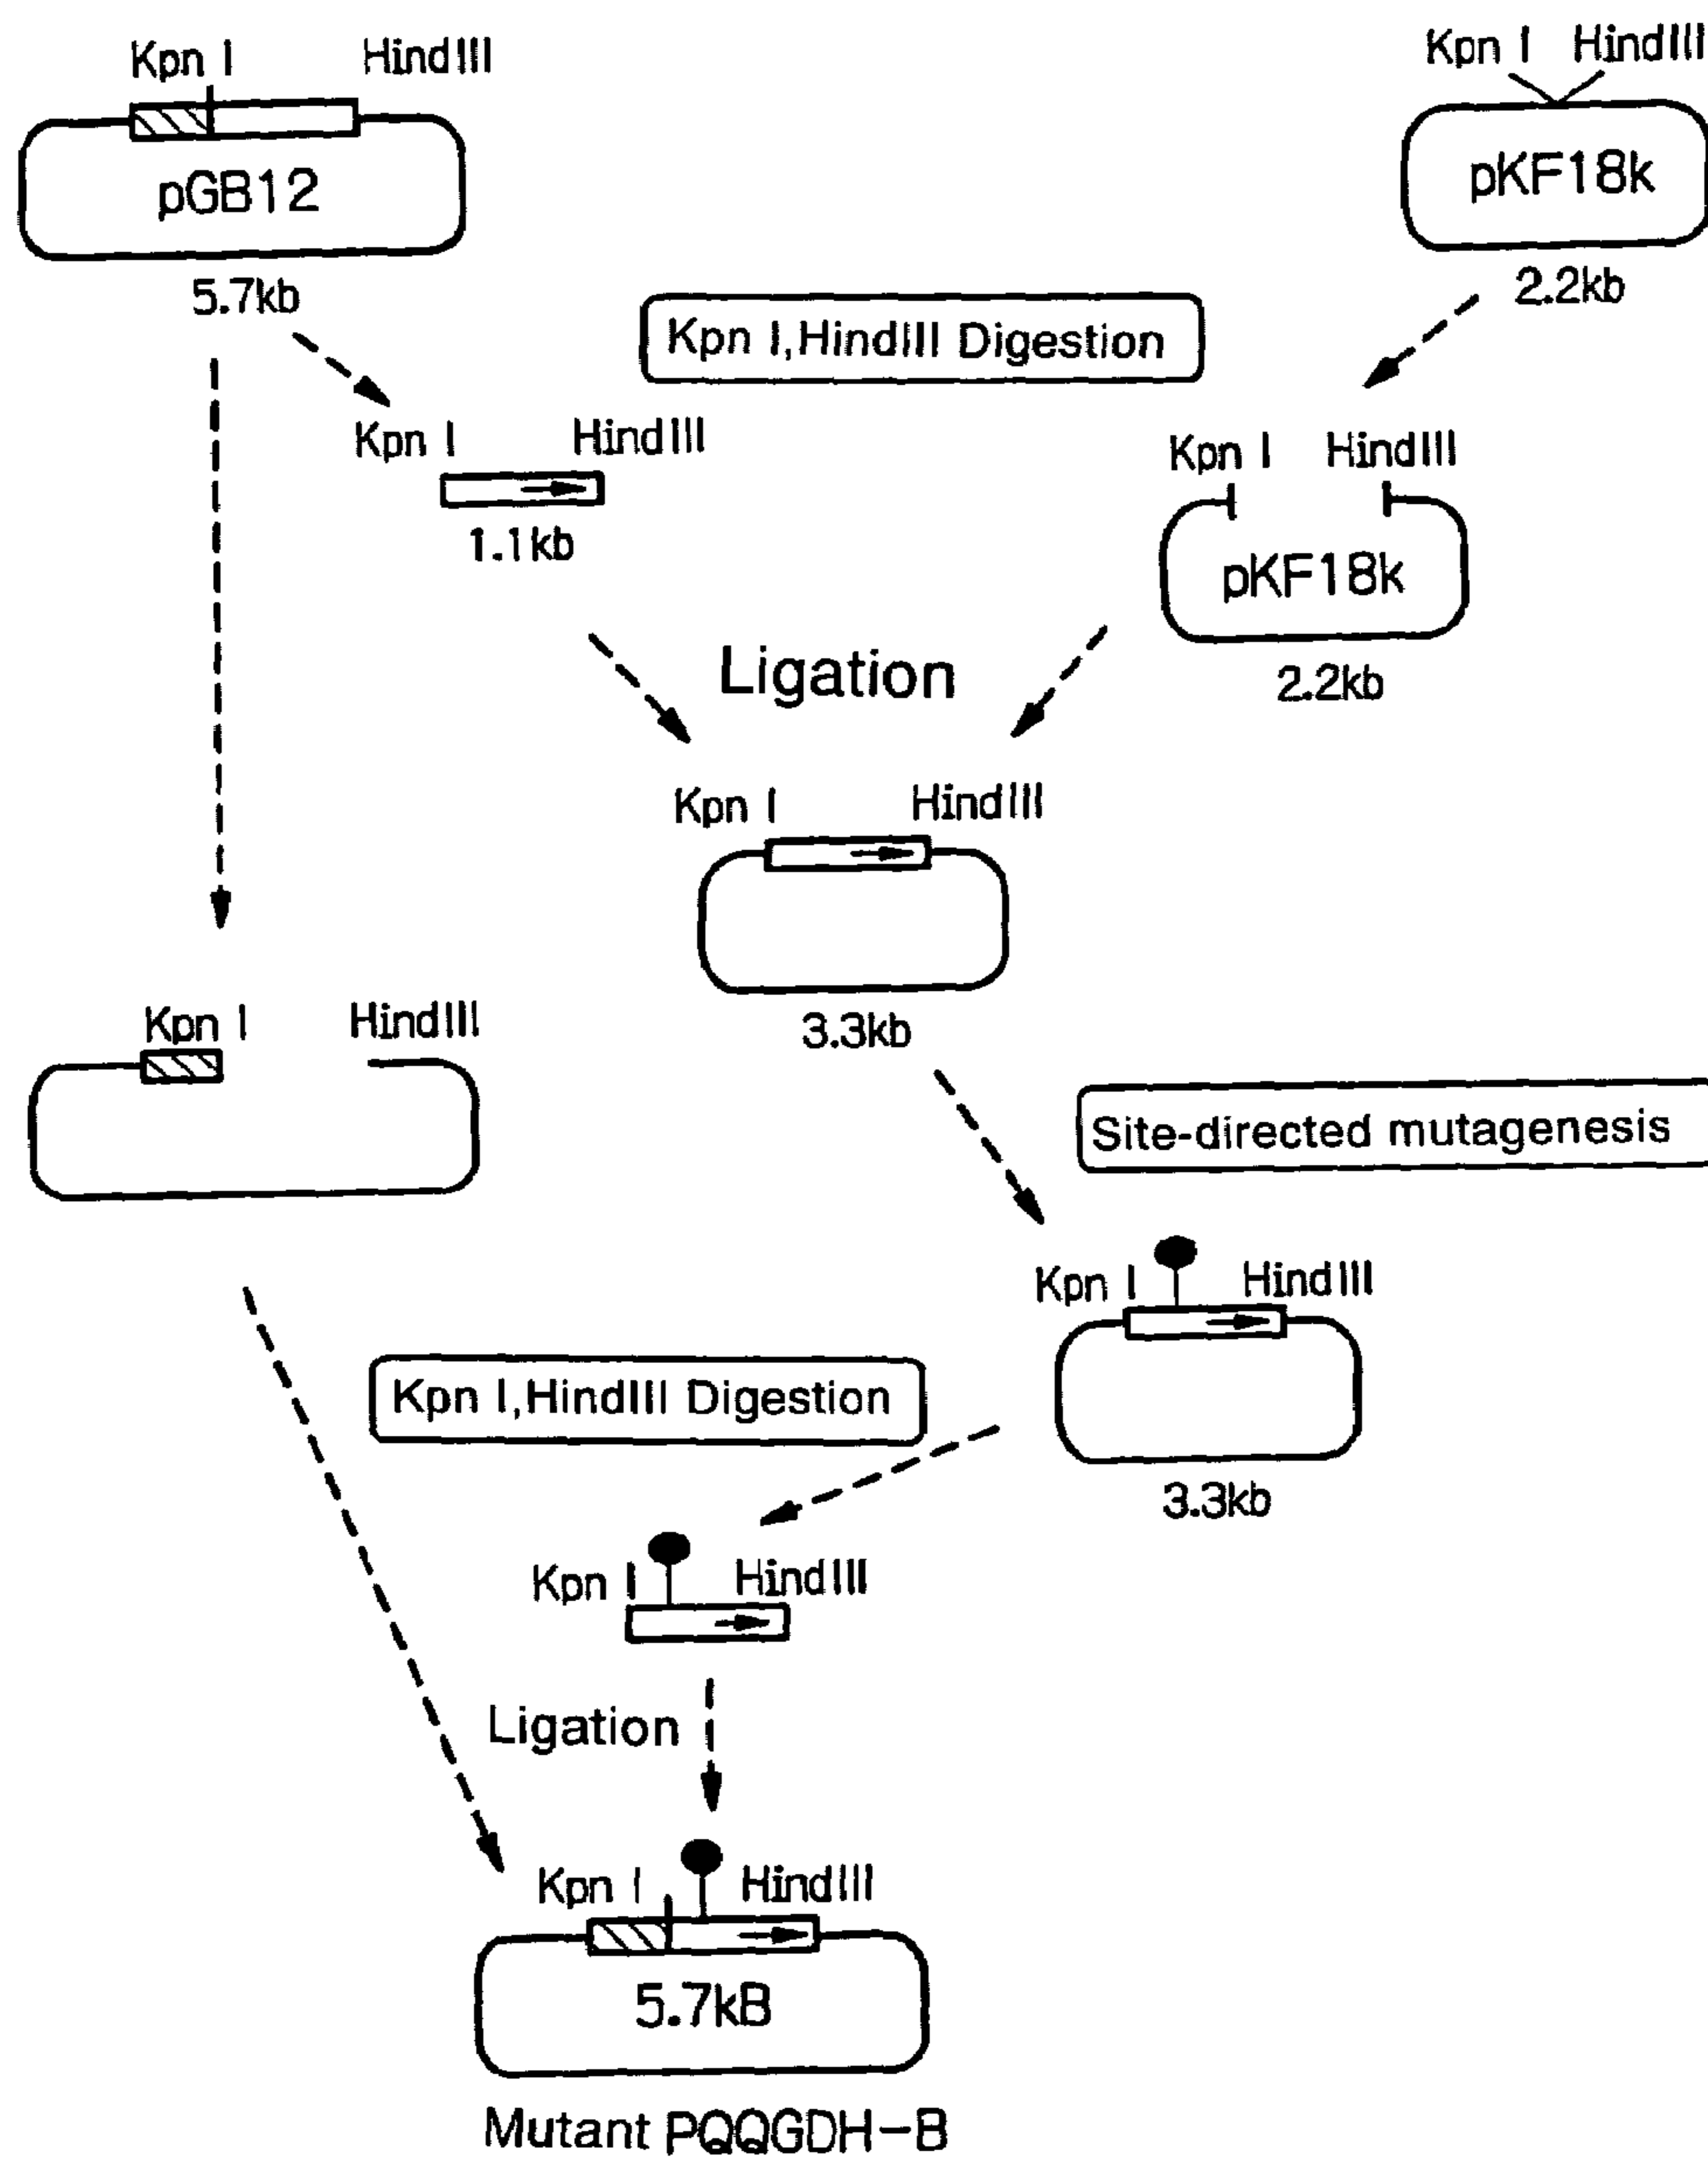 Kpn I HindIII
Kpn I HindIII
pGB12
pKF18k
5.7kb
2.2kb
Kpn I,HindIII Digestion
Kpn I HindIII
1.1kb
Kpn I HindIII
pKF18k
2.2kb
Ligation
Kpn I HindIII
3.3kb
Kpn I HindIII
Site-directed mutagenesis
Kpn I HindIII
3.3kb
Kpn I,HindIII Digestion
Kpn I HindIII
Ligation
Kpn I HindIII
5.7kB
Mutant PQQGDH-B